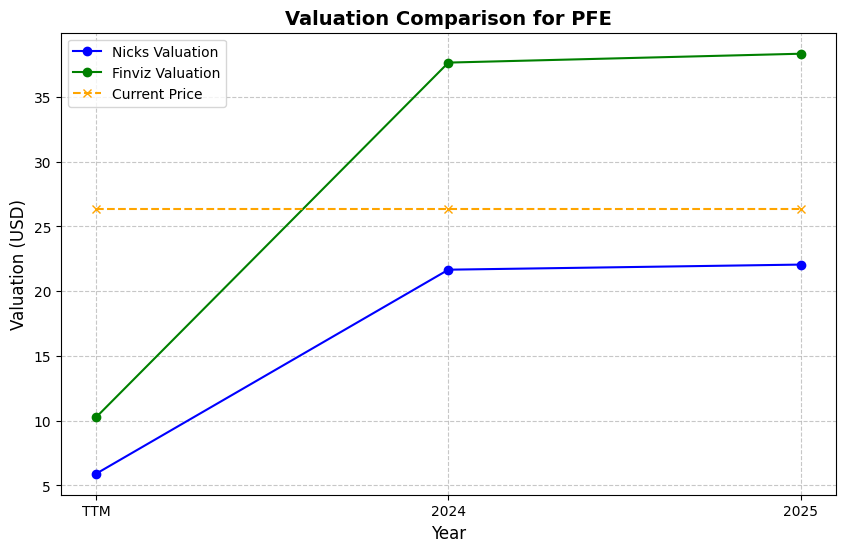 Valuation Comparison for PFE
Nicks Valuation
Finviz Valuation
Current Price
Valuation (USD)
35
30
25
20
15
10
5
TTM
2024
2025
Year